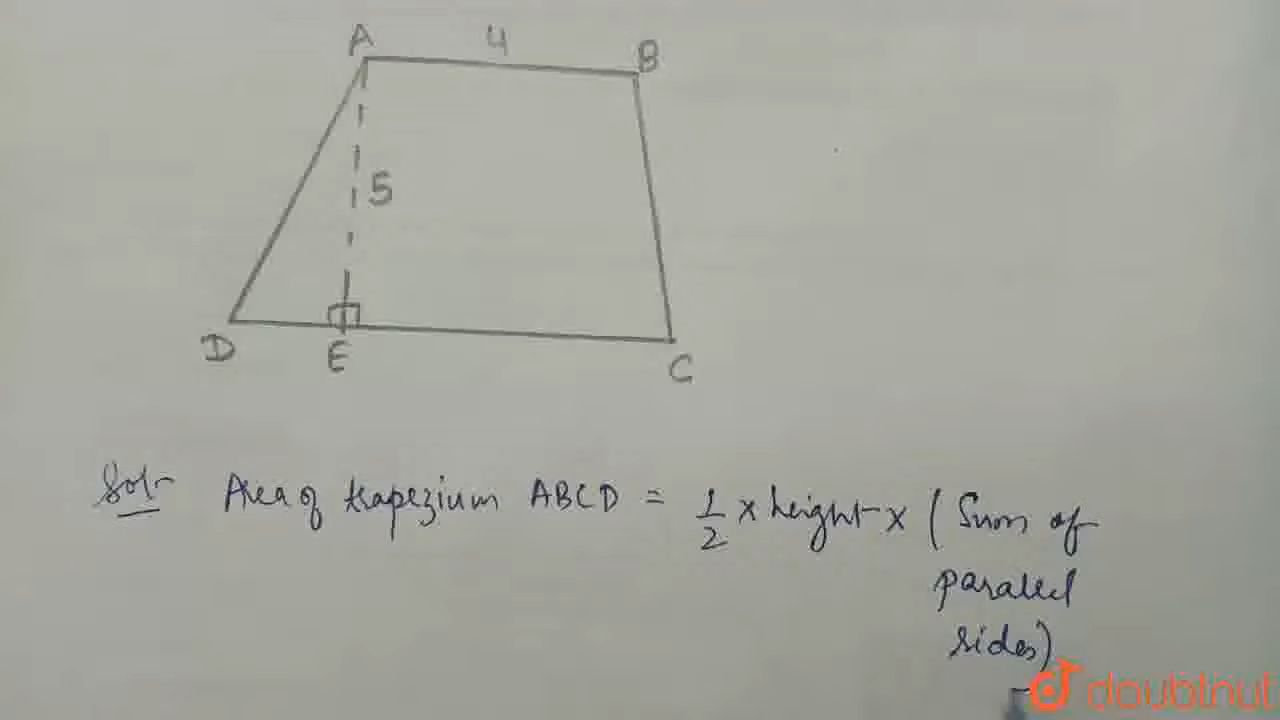 A 4 B
5
D E C
Sol:- Area of trapezium ABCD = 1/2 x height x (Sum of
parallel
sides)
doubtnut